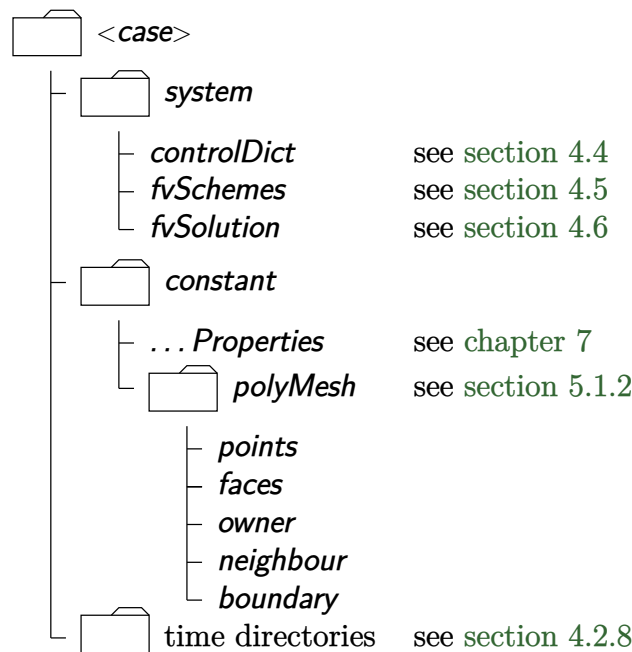 <case>
system
controlDict see section 4.4
fvSchemes see section 4.5
fvSolution see section 4.6
constant
...Properties see chapter 7
polyMesh see section 5.1.2
points
faces
owner
neighbour
boundary
time directories see section 4.2.8